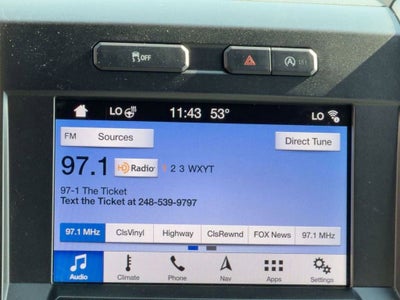 OFF
LO 11:43 53° LO
FM Sources Direct Tune
97.1 HD Radio 2 3 WXYT
97-1 The Ticket
Text the Ticket at 248-539-9797
97.1 MHz ClsVinyl Highway ClsRewnd FOX News 97.1 MHz
Audio Climate Phone Nav Apps Settings